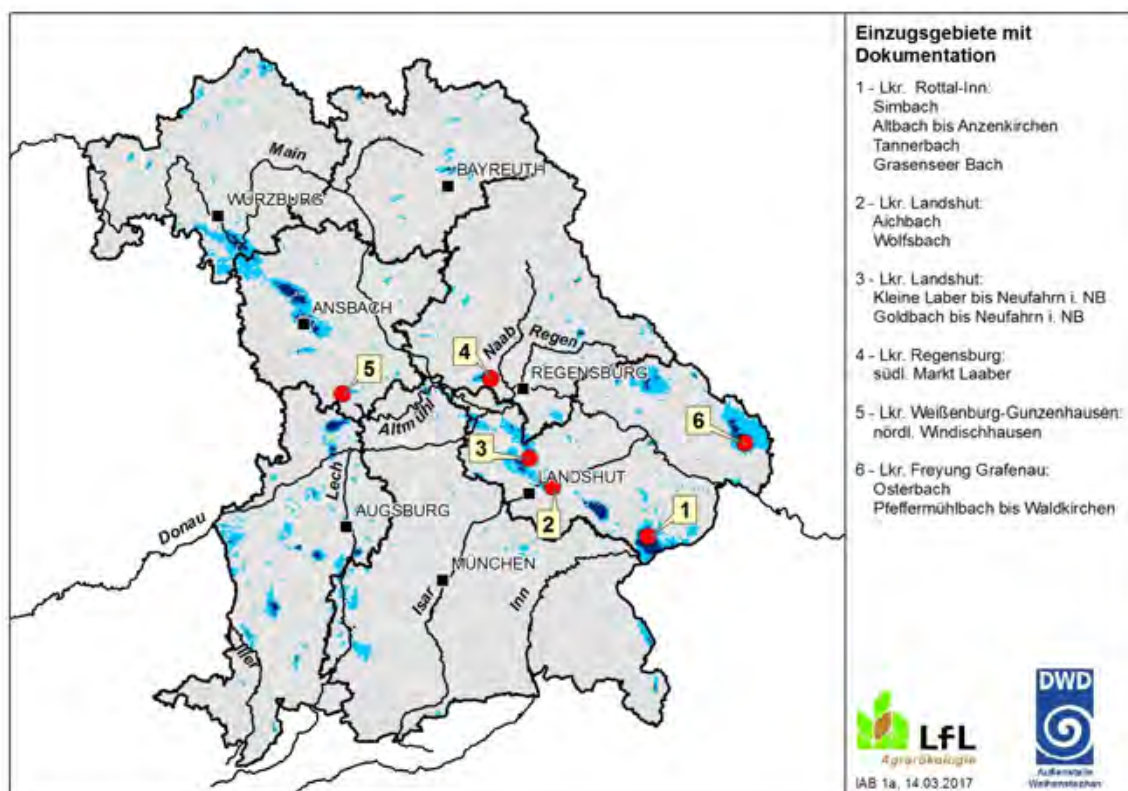 Einzugsgebiete mit
Dokumentation
1 - Lkr. Rottal-Inn:
Simbach
Altbach bis Anzenkirchen
Tannerbach
Grasenseer Bach
2 - Lkr. Landshut:
Aichbach
Wolfsbach
3 - Lkr. Landshut:
Kleine Laber bis Neufahrn i. NB
Goldbach bis Neufahrn i. NB
4 - Lkr. Regensburg:
südl. Markt Laaber
5 - Lkr. Weißenburg-Gunzenhausen:
nördl. Windischhausen
6 - Lkr. Freyung Grafenau:
Osterbach
Pfeffermühlbach bis Waldkirchen
Main
BAYREUTH
WÜRZBURG
ANSBACH
Naab
Regen
4
5
REGENSBURG
Altmühl
6
3
Lech
LANDSHUT
2
1
Donau
AUGSBURG
MÜNCHEN
Isar
Inn
Iller
LfL
Agrarökologie
IAB 1a, 14.03.2017
DWD
Außenstelle
Weihenstephan